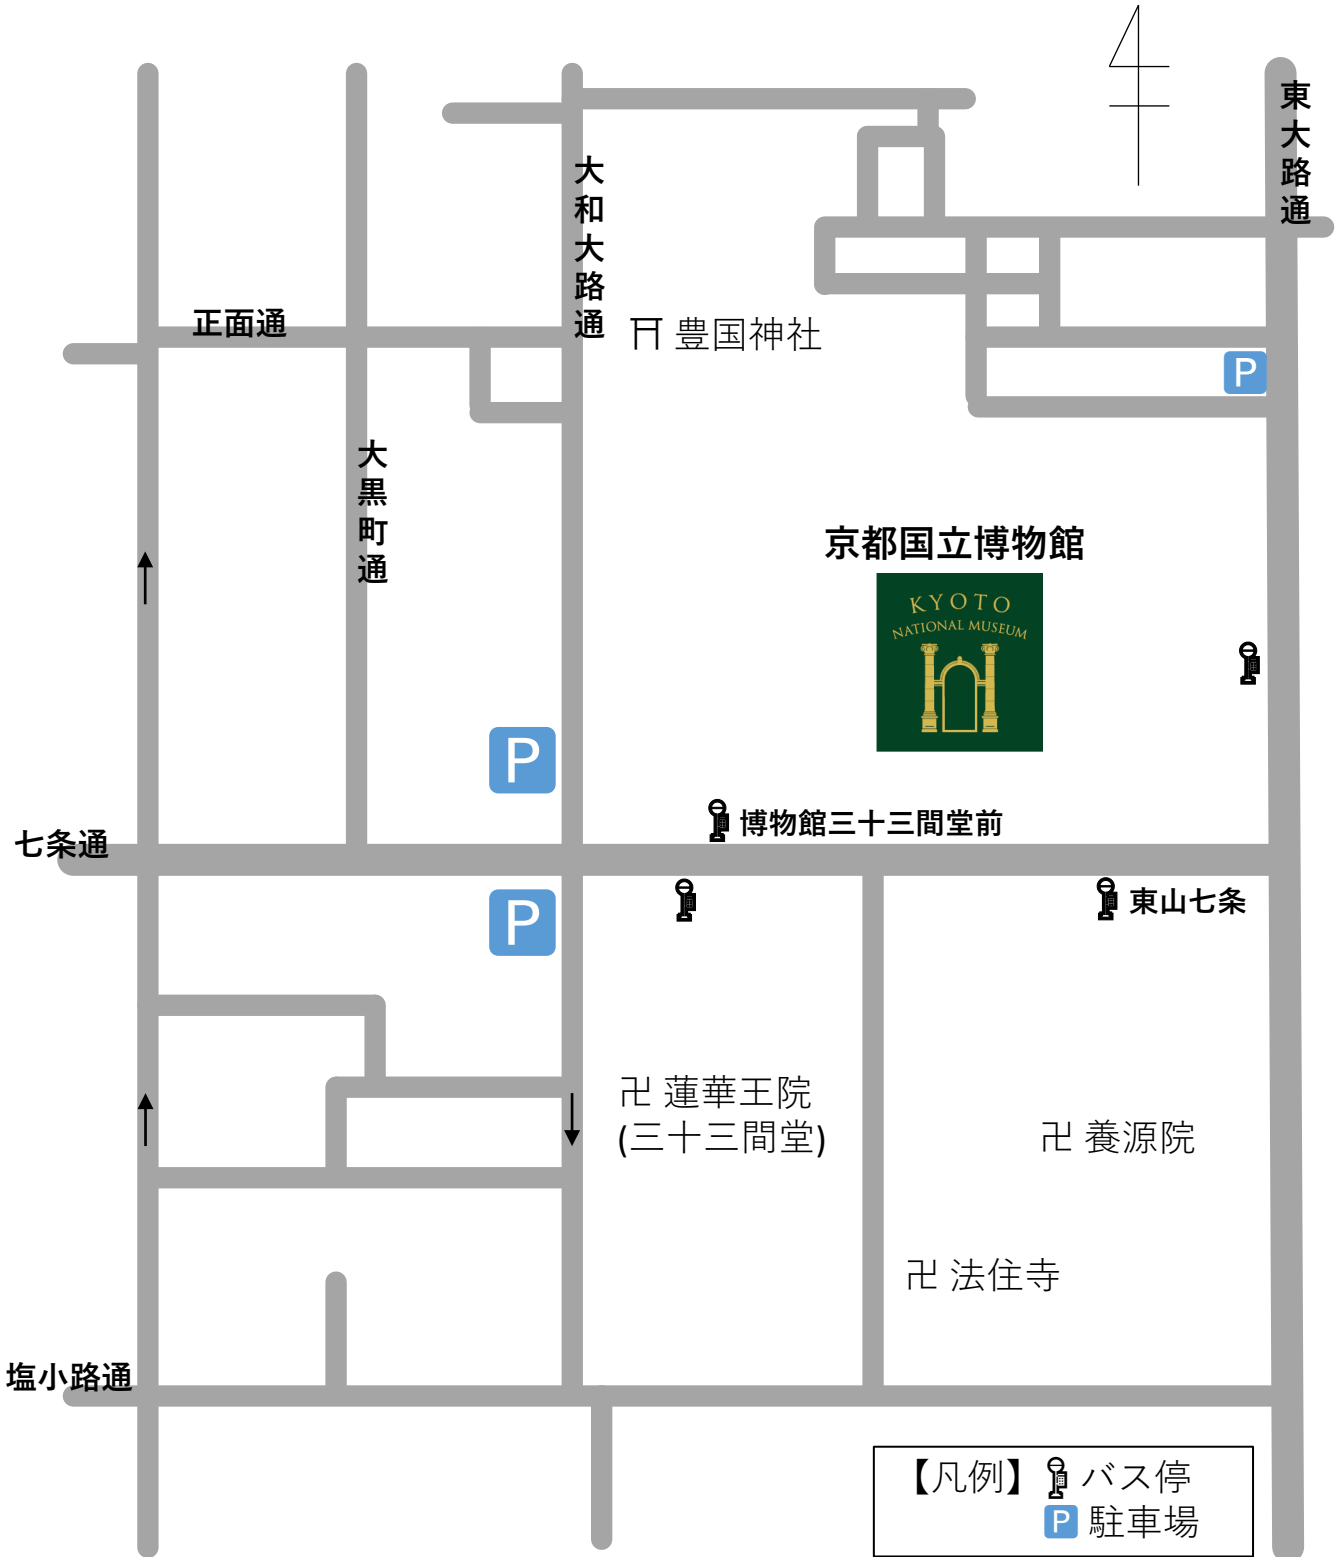 東大路通
大和大路通
正面通
豊国神社
P
大黒町通
京都国立博物館
KYOTO
NATIONAL MUSEUM
P
博物館三十三間堂前
七条通
P
東山七条
卍 蓮華王院
(三十三間堂)
卍 養源院
卍 法住寺
塩小路通
【凡例】 バス停
P 駐車場